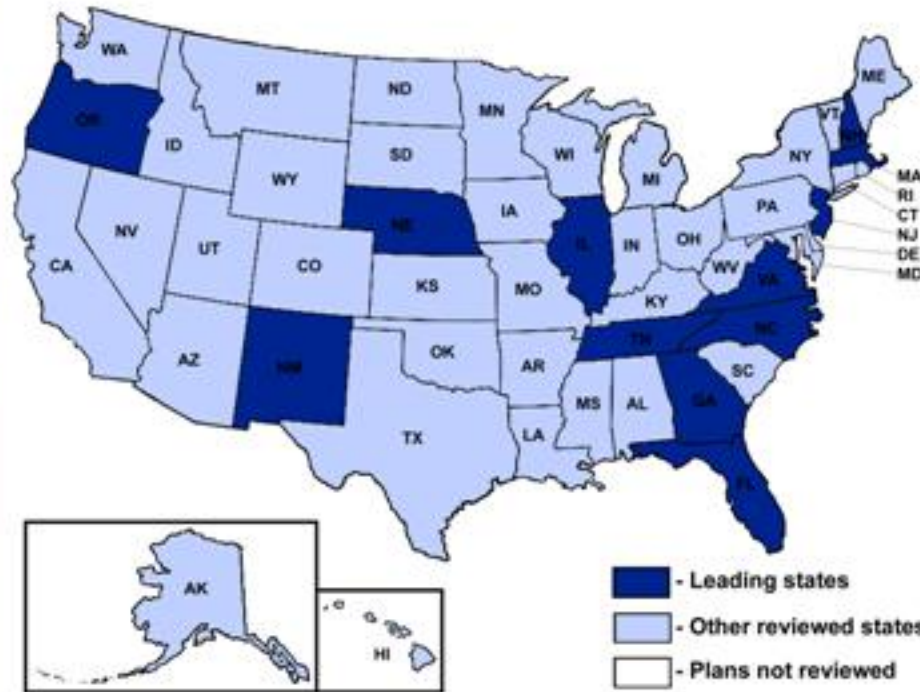 WA
MT
ND
MN
ME
VT
NH
OR
ID
SD
WI
NY
WY
MI
MA
RI
CT
NJ
DE
MD
NE
IA
PA
NV
UT
IL
IN
OH
CA
CO
WV
VA
KS
MO
KY
TN
NC
AZ
NM
OK
AR
SC
MS
AL
GA
TX
LA
FL
AK
HI
- Leading states
- Other reviewed states
- Plans not reviewed